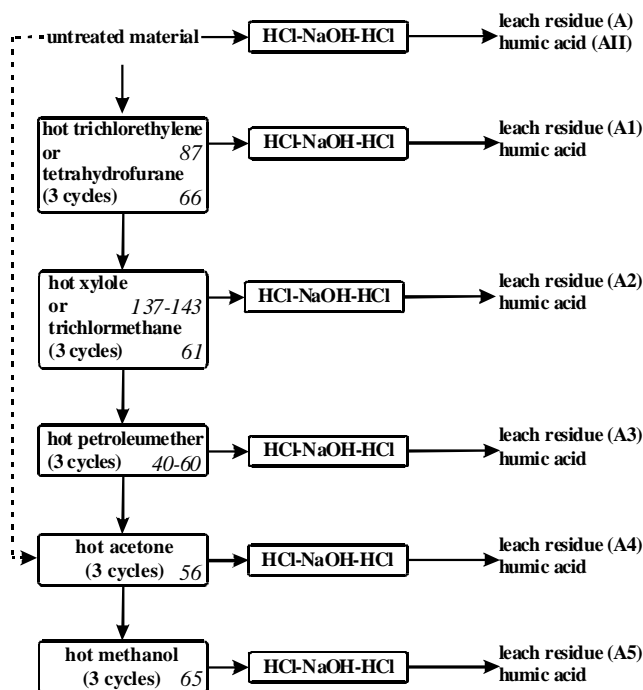 untreated material
HCl-NaOH-HCl
leach residue (A)
humic acid (AII)
hot trichlorethylene
or 87
tetrahydrofurane
(3 cycles) 66
HCl-NaOH-HCl
leach residue (A1)
humic acid
hot xylole
or 137-143
trichlormethane
(3 cycles) 61
HCl-NaOH-HCl
leach residue (A2)
humic acid
hot petroleumether
(3 cycles) 40-60
HCl-NaOH-HCl
leach residue (A3)
humic acid
hot acetone
(3 cycles) 56
HCl-NaOH-HCl
leach residue (A4)
humic acid
hot methanol
(3 cycles) 65
HCl-NaOH-HCl
leach residue (A5)
humic acid